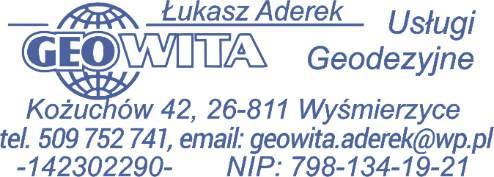 Łukasz Aderek
GEOWITA
Usługi
Geodezyjne
Kożuchów 42, 26-811 Wyśmierzyce
tel. 509 752 741, email: geowita.aderek@wp.pl
-142302290- NIP: 798-134-19-21